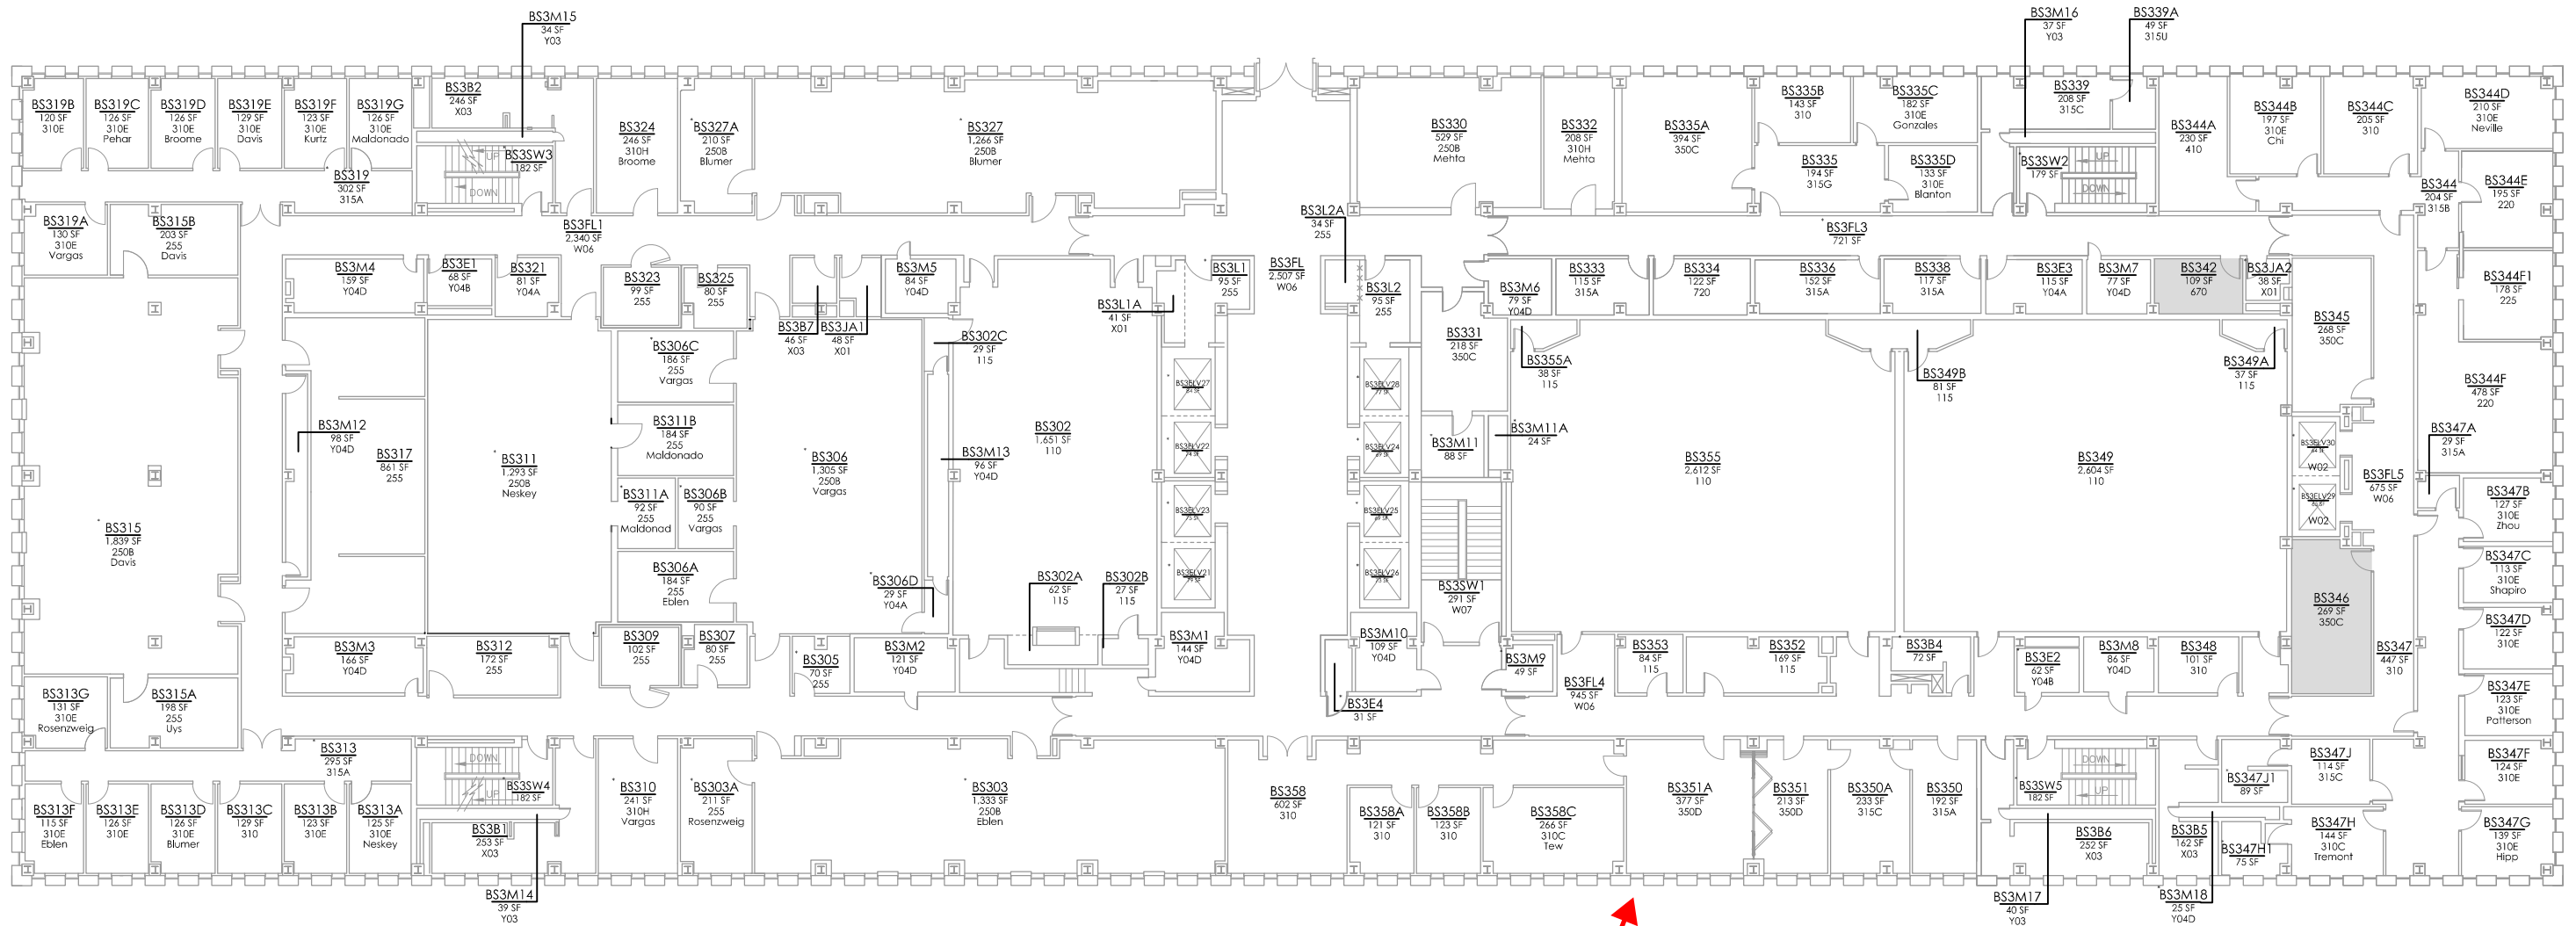 BS3M15
34 SF
Y03
BS3M16
37 SF
Y03
BS339A
49 SF
315U
BS319B
120 SF
310E
BS319C
126 SF
310E
Pehar
BS319D
126 SF
310E
Broome
BS319E
129 SF
310E
Davis
BS319F
123 SF
310E
Kurtz
BS319G
126 SF
310E
Maldonado
BS3B2
246 SF
X03
BS3SW3
182 SF
UP
DOWN
BS319
302 SF
315A
BS324
246 SF
310H
Broome
BS327A
210 SF
250B
Blumer
BS327
1,266 SF
250B
Blumer
BS330
529 SF
250B
Mehta
BS332
208 SF
310H
Mehta
BS335A
394 SF
350C
BS335B
143 SF
310
BS335C
182 SF
310E
Gonzales
BS335
194 SF
315G
BS335D
133 SF
310E
Blanton
BS339
208 SF
315C
BS3SW2
179 SF
UP
DOWN
BS344A
230 SF
410
BS344B
197 SF
310E
Chi
BS344C
205 SF
310
BS344D
210 SF
310E
Neville
BS344
204 SF
315B
BS344E
195 SF
220
BS319A
130 SF
310E
Vargas
BS315B
203 SF
255
Davis
BS3FL1
2,340 SF
W06
BS3L2A
34 SF
255
BS3FL3
721 SF
BS3M4
159 SF
Y04D
BS3E1
68 SF
Y04B
BS321
81 SF
Y04A
BS323
99 SF
255
BS325
80 SF
255
BS3M5
84 SF
Y04D
BS3L1
95 SF
255
BS3FL
2,507 SF
W06
BS3L2
95 SF
255
BS3M6
79 SF
Y04D
BS333
115 SF
315A
BS334
122 SF
720
BS336
152 SF
315A
BS338
117 SF
315A
BS3E3
115 SF
Y04A
BS3M7
77 SF
Y04D
BS342
109 SF
670
BS3JA2
38 SF
X01
BS344F1
178 SF
225
BS3L1A
41 SF
X01
BS3B7
46 SF
X03
BS3JA1
48 SF
X01
BS302C
29 SF
115
BS331
218 SF
350C
BS345
268 SF
350C
BS306C
186 SF
255
Vargas
BS355A
38 SF
115
BS349B
81 SF
115
BS349A
37 SF
115
BS3ELV27
BS3ELV28
BS344F
478 SF
220
BS3M12
98 SF
Y04D
BS317
861 SF
255
BS311
1,293 SF
250B
Neskey
BS311B
184 SF
255
Maldonado
BS306
1,305 SF
250B
Vargas
BS302
1,651 SF
110
BS3M13
96 SF
Y04D
BS3ELV22
BS3ELV24
BS3M11
88 SF
BS3M11A
24 SF
BS355
2,612 SF
110
BS349
2,604 SF
110
BS3ELV30
W02
BS347A
29 SF
315A
BS3FL5
675 SF
W06
BS315
1,839 SF
250B
Davis
BS311A
92 SF
255
Maldonad
BS306B
90 SF
255
Vargas
BS3ELV23
BS3ELV25
BS3ELV29
W02
BS347B
127 SF
310E
Zhou
BS306A
184 SF
255
Eblen
BS306D
29 SF
Y04A
BS302A
62 SF
115
BS302B
27 SF
115
BS3ELV21
BS3ELV26
BS3SW1
291 SF
W07
BS346
269 SF
350C
BS347C
113 SF
310E
Shapiro
BS347D
122 SF
310E
BS3M3
166 SF
Y04D
BS312
172 SF
255
BS309
102 SF
255
BS307
80 SF
255
BS305
70 SF
255
BS3M2
121 SF
Y04D
BS3M1
144 SF
Y04D
BS3M10
109 SF
Y04D
BS3M9
49 SF
BS353
84 SF
115
BS352
169 SF
115
BS3B4
72 SF
BS3E2
62 SF
Y04B
BS3M8
86 SF
Y04D
BS348
101 SF
310
BS347
447 SF
310
BS313G
131 SF
310E
Rosenzweig
BS315A
198 SF
255
Uys
BS3E4
31 SF
BS3FL4
945 SF
W06
BS347E
123 SF
310E
Patterson
BS313
295 SF
315A
DOWN
UP
BS3SW4
182 SF
BS310
241 SF
310H
Vargas
BS303A
211 SF
255
Rosenzweig
BS303
1,333 SF
250B
Eblen
BS358
602 SF
310
BS351A
377 SF
350D
BS351
213 SF
350D
BS350A
233 SF
315C
BS350
192 SF
315A
BS3SW5
182 SF
DOWN
UP
BS347J1
89 SF
BS347J
114 SF
315C
BS347F
124 SF
310E
BS313F
115 SF
310E
Eblen
BS313E
126 SF
310E
BS313D
126 SF
310E
Blumer
BS313C
129 SF
310
BS313B
123 SF
310E
BS313A
125 SF
310E
Neskey
BS3B1
253 SF
X03
BS358A
121 SF
310
BS358B
123 SF
310
BS358C
266 SF
310C
Tew
BS3B6
252 SF
X03
BS3B5
162 SF
X03
BS347H1
75 SF
BS347H
144 SF
310C
Tremont
BS347G
139 SF
310E
Hipp
BS3M14
39 SF
Y03
BS3M17
40 SF
Y03
BS3M18
25 SF
Y04D